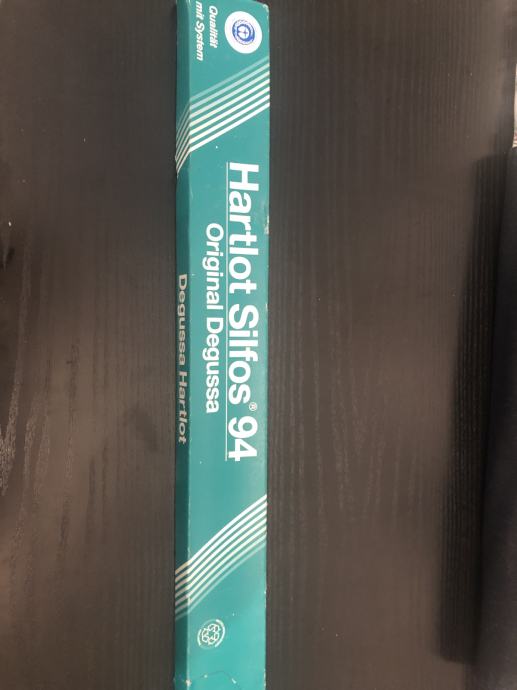 Qualität
mit System
Hartlot Silfos® 94
Original Degussa
Degussa Hartlot